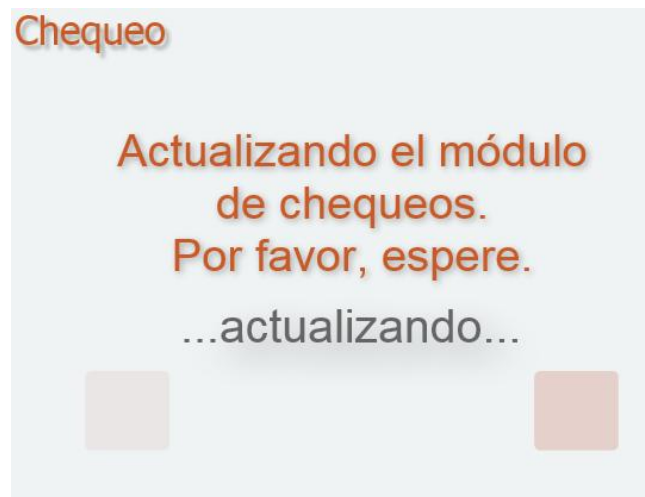 Chequeo
Actualizando el módulo
de chequeos.
Por favor, espere.
...actualizando...